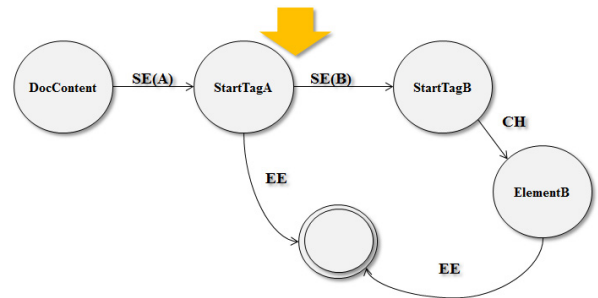 DocContent
SE(A)
StartTagA
SE(B)
StartTagB
CH
EE
ElementB
EE